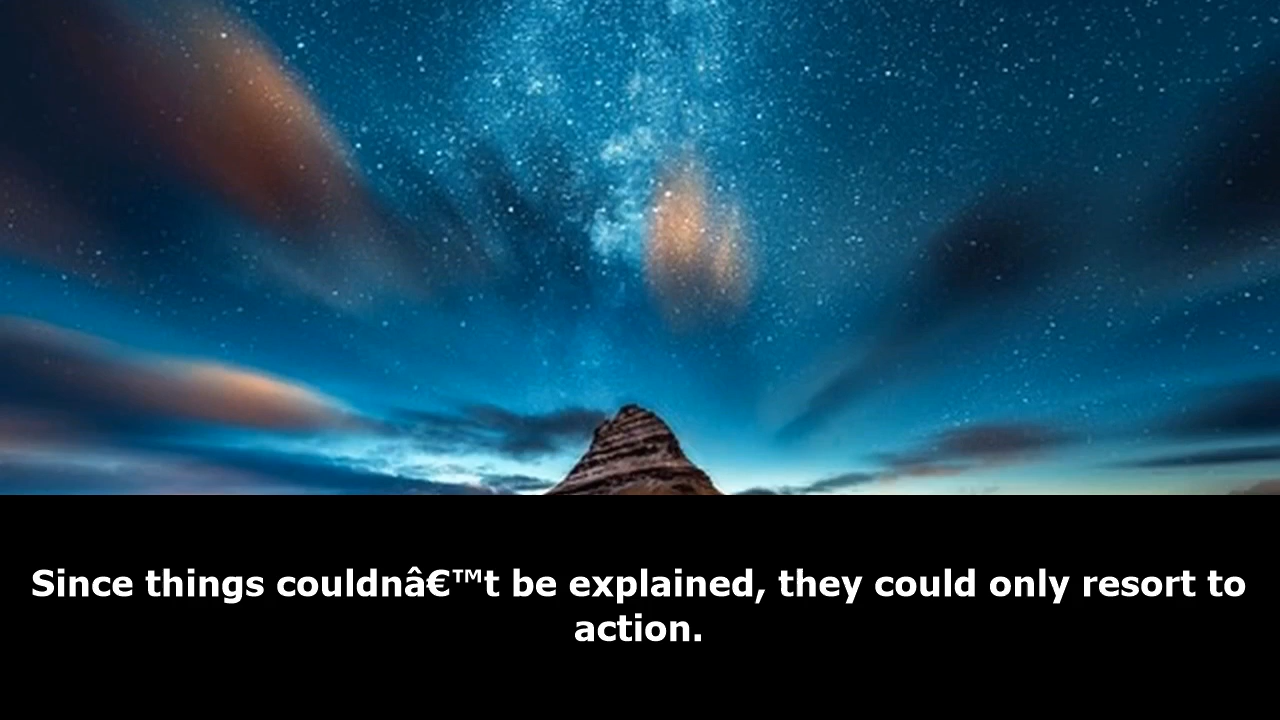 Since things couldnâ€™t be explained, they could only resort to
action.